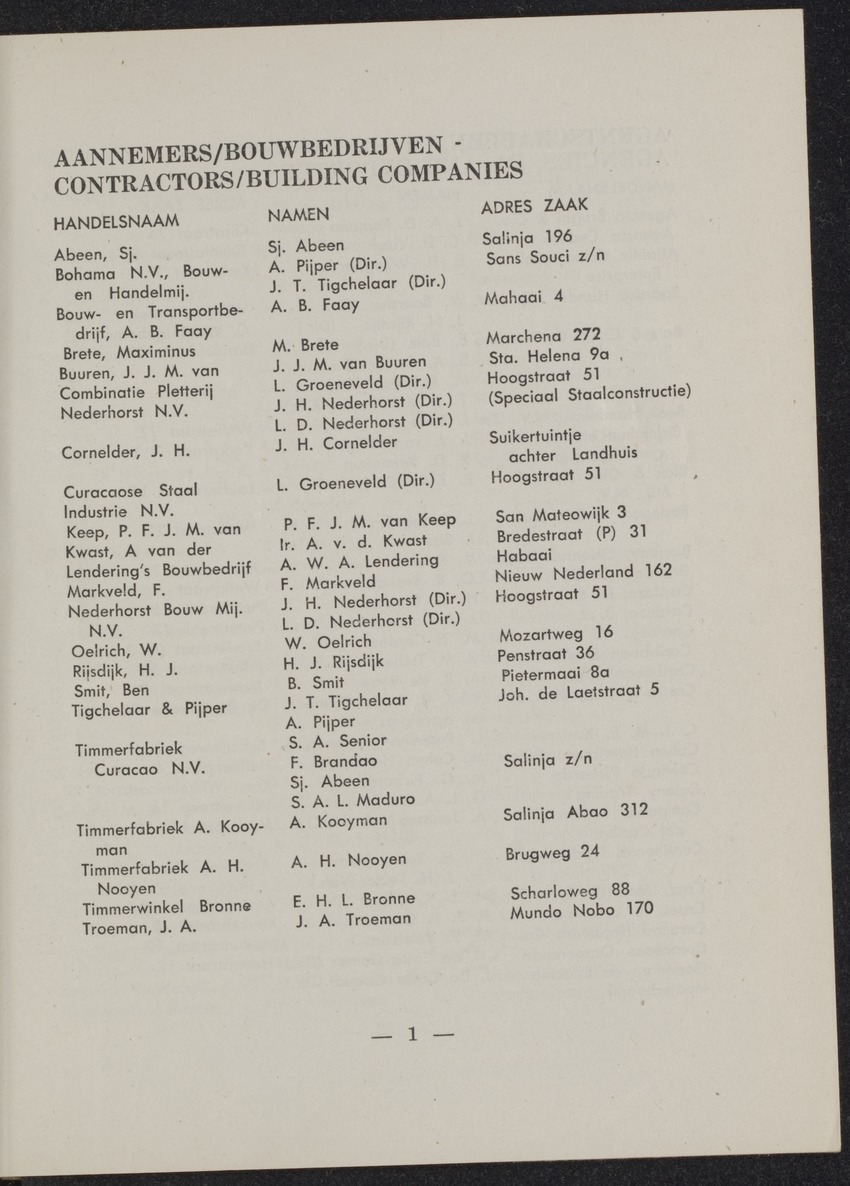 AANNEMERS/BOUWBEDRIJVEN -
CONTRACTORS/BUILDING COMPANIES
HANDELSNAAM NAMEN ADRES ZAAK
Abeen, Sj. Sj. Abeen Salinja 196
Bohama N.V., Bouw- A. Pijper (Dir.) Sans Souci z/n
en Handelmij. J. T. Tigchelaar (Dir.)
Bouw- en Transportbe- A. B. Faay Mahaai 4
drijf, A. B. Faay
Brete, Maximinus M. Brete Marchena 272
Buuren, J. J. M. van J. J. M. van Buuren Sta. Helena 9a
Combinatie Pletterij L. Groeneveld (Dir.) Hoogstraat 51
Nederhorst N.V. J. H. Nederhorst (Dir.) (Speciaal Staalconstructie)
L. D. Nederhorst (Dir.)
Cornelder, J. H. J. H. Cornelder Suikertuintje
achter Landhuis
Curacaose Staal L. Groeneveld (Dir.) Hoogstraat 51
Industrie N.V.
Keep, P. F. J. M. van P. F. J. M. van Keep San Mateowijk 3
Kwast, A van der Ir. A. v. d. Kwast Bredestraat (P) 31
Lendering's Bouwbedrijf A. W. A. Lendering Habaai
Markveld, F. F. Markveld Nieuw Nederland 162
Nederhorst Bouw Mij. J. H. Nederhorst (Dir.) Hoogstraat 51
N.V. L. D. Nederhorst (Dir.)
Oelrich, W. W. Oelrich Mozartweg 16
Rijsdijk, H. J. H. J. Rijsdijk Penstraat 36
Smit, Ben B. Smit Pietermaai 8a
Tigchelaar & Pijper J. T. Tigchelaar Joh. de Laetstraat 5
A. Pijper
Timmerfabriek S. A. Senior
Curacao N.V. F. Brandao Salinja z/n
Sj. Abeen
S. A. L. Maduro
Timmerfabriek A. Kooy- A. Kooyman Salinja Abao 312
man
Timmerfabriek A. H. A. H. Nooyen Brugweg 24
Nooyen
Timmerwinkel Bronne E. H. L. Bronne Scharloweg 88
Troeman, J. A. J. A. Troeman Mundo Nobo 170
— 1 —